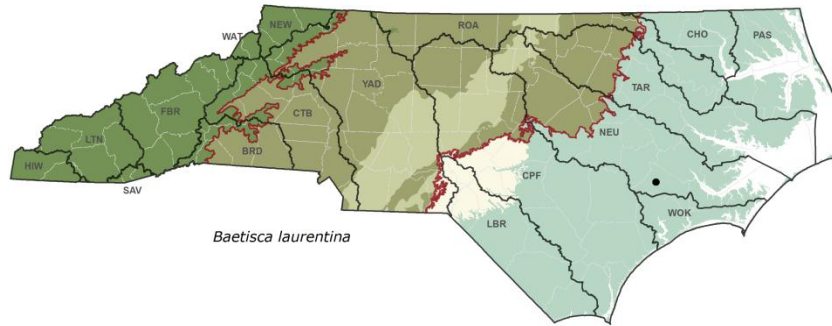 NEW
ROA
CHO
PAS
WAT
YAD
TAR
FBR
CTB
NEU
LTN
BRD
HIW
CPF
SAV
WOK
LBR
Baetisca laurentina